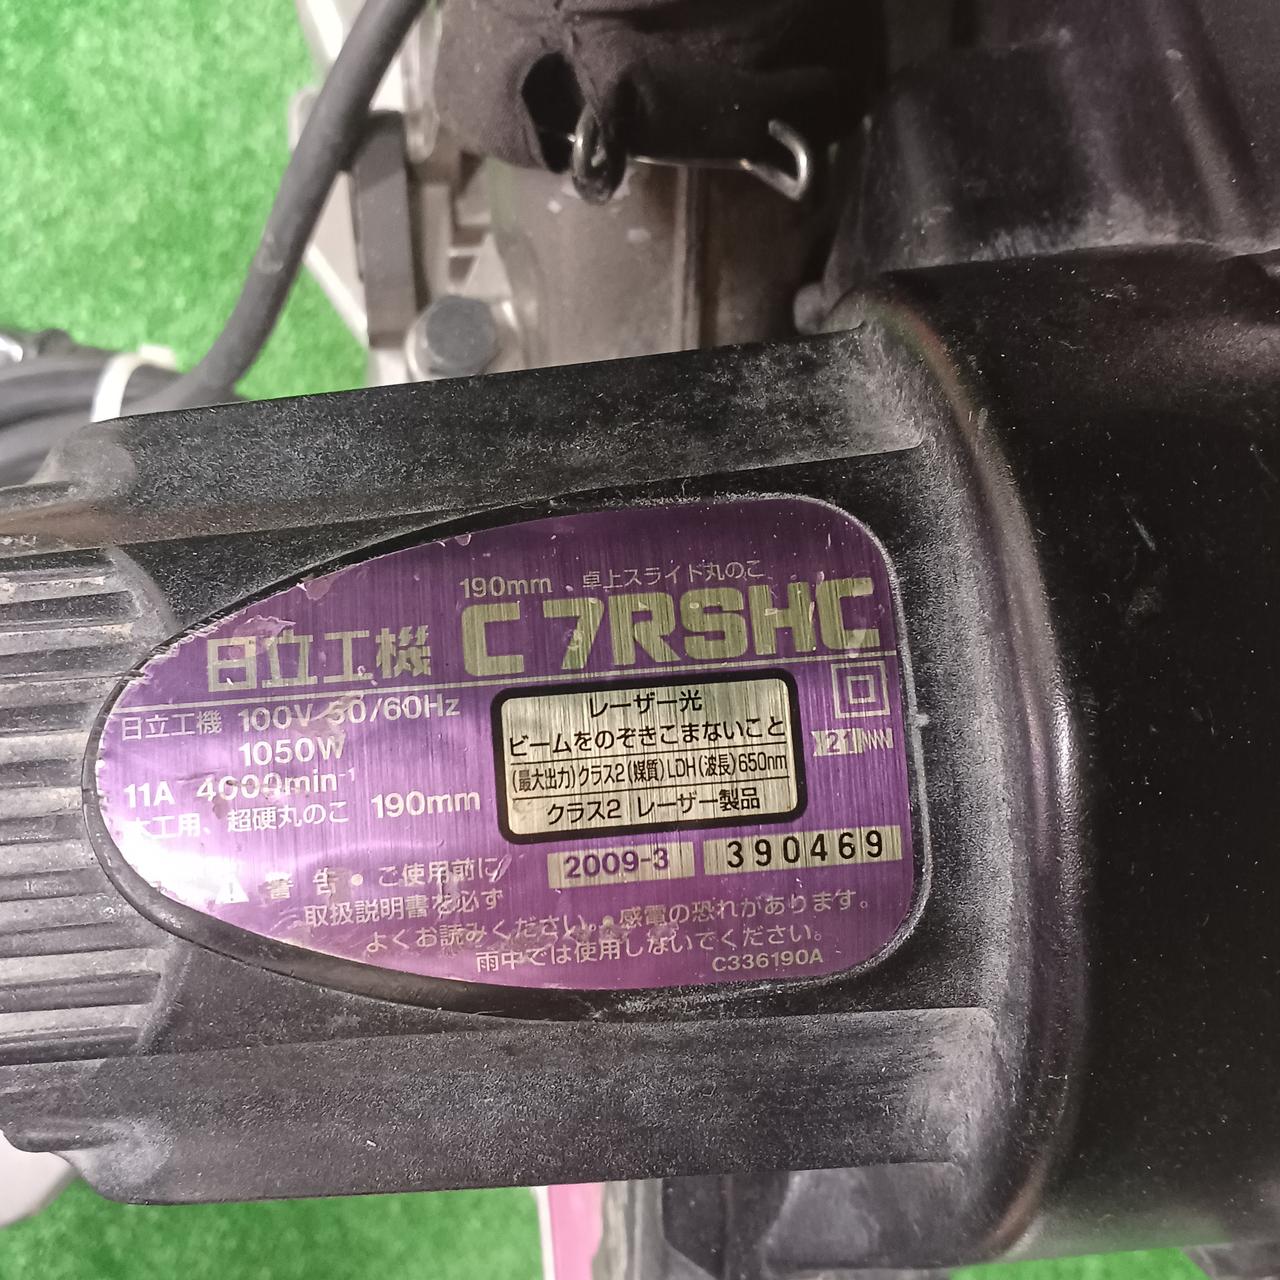 190mm 卓上スライド丸のこ
日立工機 C7RSHC
日立工機 100V 50/60Hz
1050W
11A 4600min⁻¹
木工用、超硬丸のこ 190mm
レーザー光
ビームをのぞきこまないこと
(最大出力)クラス2(媒質)LDH(波長)650nm
クラス2 レーザー製品
21
2009-3 390469
警告 • ご使用前に
取扱説明書を必ず
よくお読みください。• 感電の恐れがあります。
雨中では使用しないでください。
C336190A